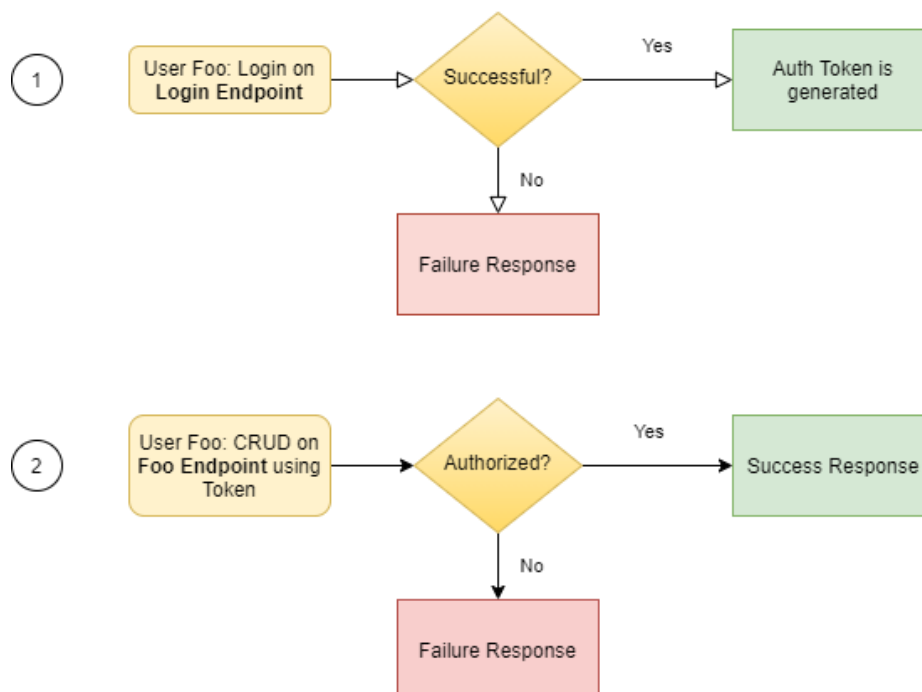 1
User Foo: Login on
Login Endpoint
Successful?
Yes
Auth Token is
generated
No
Failure Response
2
User Foo: CRUD on
Foo Endpoint using
Token
Authorized?
Yes
Success Response
No
Failure Response